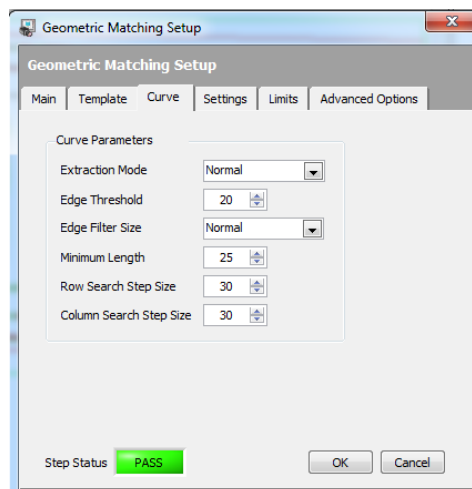 Geometric Matching Setup
Geometric Matching Setup
Main Template Curve Settings Limits Advanced Options
Curve Parameters
Extraction Mode Normal
Edge Threshold 20
Edge Filter Size Normal
Minimum Length 25
Row Search Step Size 30
Column Search Step Size 30
Step Status PASS OK Cancel